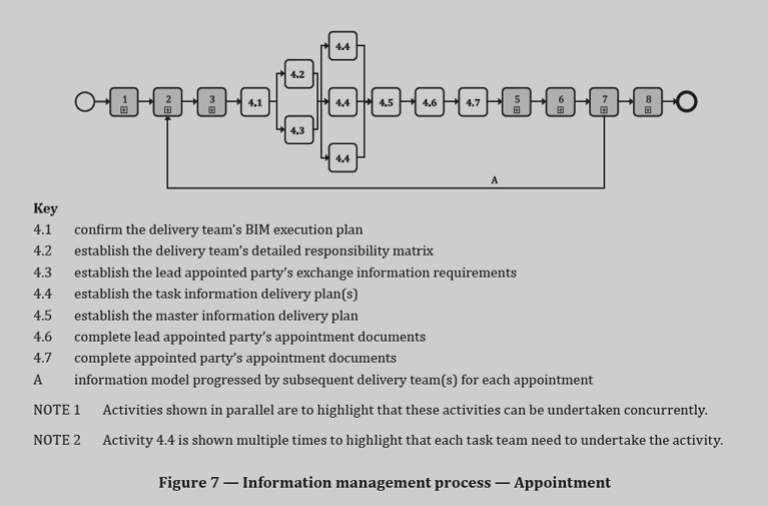 4.4
4.2
1 2 3 4.1 4.4 4.5 4.6 4.7 5 6 7 8
4.3
4.4
A
Key
4.1 confirm the delivery team's BIM execution plan
4.2 establish the delivery team's detailed responsibility matrix
4.3 establish the lead appointed party's exchange information requirements
4.4 establish the task information delivery plan(s)
4.5 establish the master information delivery plan
4.6 complete lead appointed party's appointment documents
4.7 complete appointed party's appointment documents
A information model progressed by subsequent delivery team(s) for each appointment
NOTE 1 Activities shown in parallel are to highlight that these activities can be undertaken concurrently.
NOTE 2 Activity 4.4 is shown multiple times to highlight that each task team need to undertake the activity.
Figure 7 — Information management process — Appointment